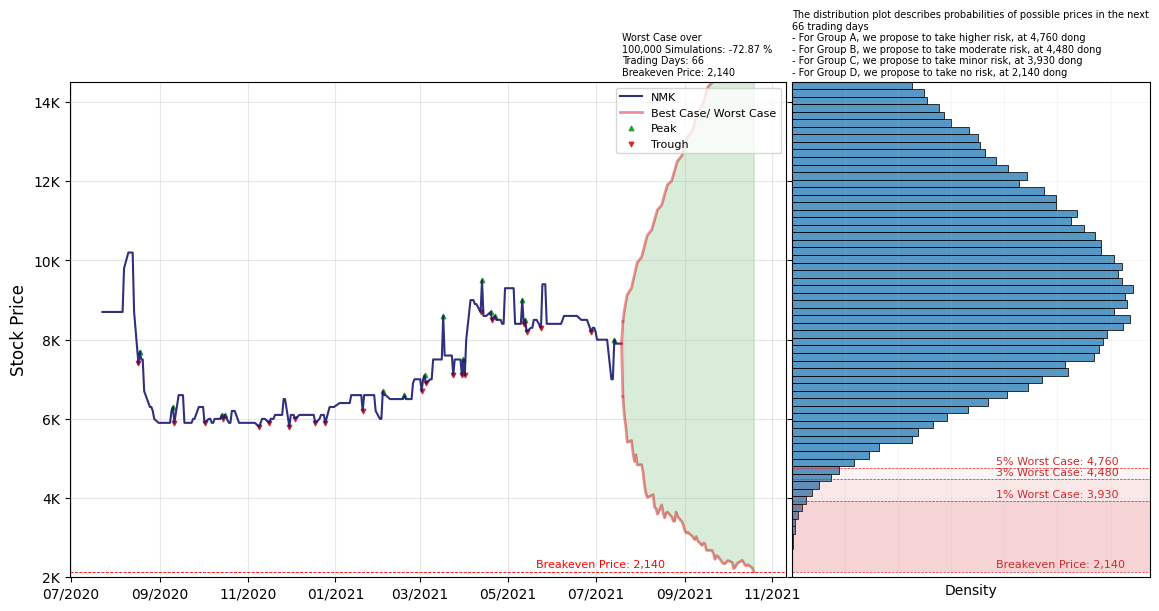 Worst Case over
100,000 Simulations: -72.87 %
Trading Days: 66
Breakeven Price: 2,140
The distribution plot describes probabilities of possible prices in the next
66 trading days
- For Group A, we propose to take higher risk, at 4,760 dong
- For Group B, we propose to take moderate risk, at 4,480 dong
- For Group C, we propose to take minor risk, at 3,930 dong
- For Group D, we propose to take no risk, at 2,140 dong
NMK
Best Case/ Worst Case
Peak
Trough
Stock Price
14K
12K
10K
8K
6K
4K
2K
Breakeven Price: 2,140
07/2020
09/2020
11/2020
01/2021
03/2021
05/2021
07/2021
09/2021
11/2021
5% Worst Case: 4,760
3% Worst Case: 4,480
1% Worst Case: 3,930
Breakeven Price: 2,140
Density